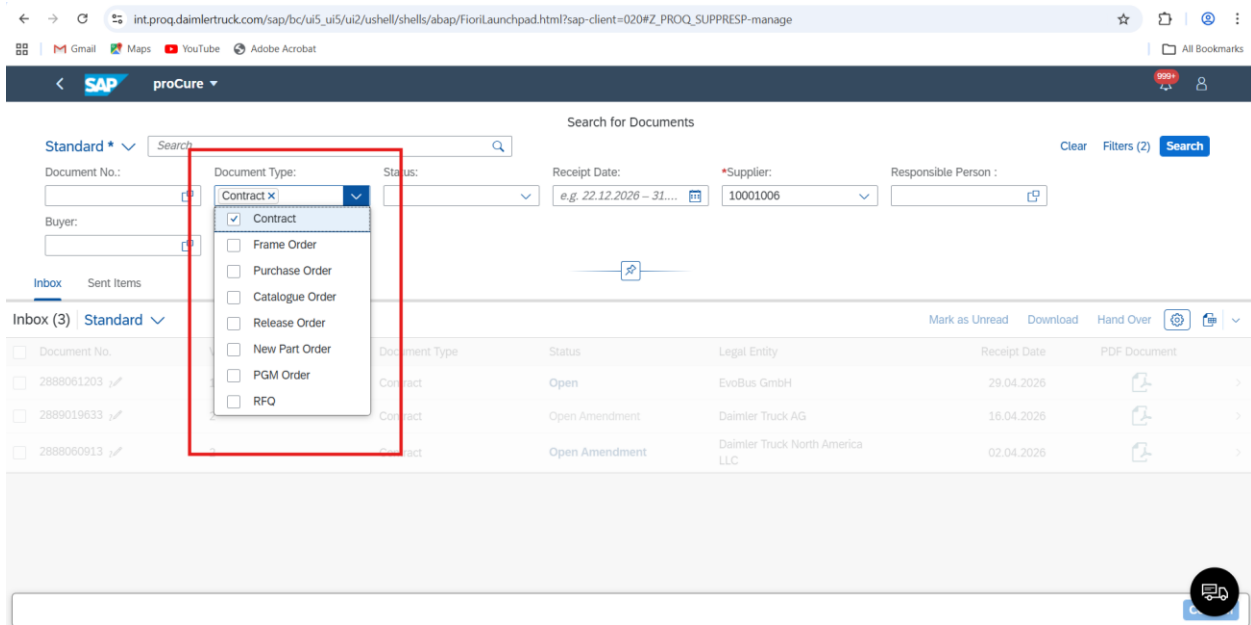 int.proq.daimlertruck.com/sap/bc/ui5_ui5/ui2/ushell/shells/abap/FioriLaunchpad.html?sap-client=020#Z_PROQ_SUPPRESP-manage
Gmail Maps YouTube Adobe Acrobat All Bookmarks
SAP proCure 999+
Search for Documents
Standard * Search Clear Filters (2) Search
Document No.: Document Type: Status: Receipt Date: *Supplier: Responsible Person :
Contract e.g. 22.12.2026 – 31.... 10001006
Buyer:
Contract
Frame Order
Purchase Order
Catalogue Order
Release Order
New Part Order
PGM Order
RFQ
Inbox Sent Items
Inbox (3) Standard Mark as Unread Download Hand Over
Document No. Document Type Status Legal Entity Receipt Date PDF Document
2888061203 Contract Open EvoBus GmbH 29.04.2026
2889019633 2 Contract Open Amendment Daimler Truck AG 16.04.2026
2888060913 Contract Open Amendment Daimler Truck North America LLC 02.04.2026